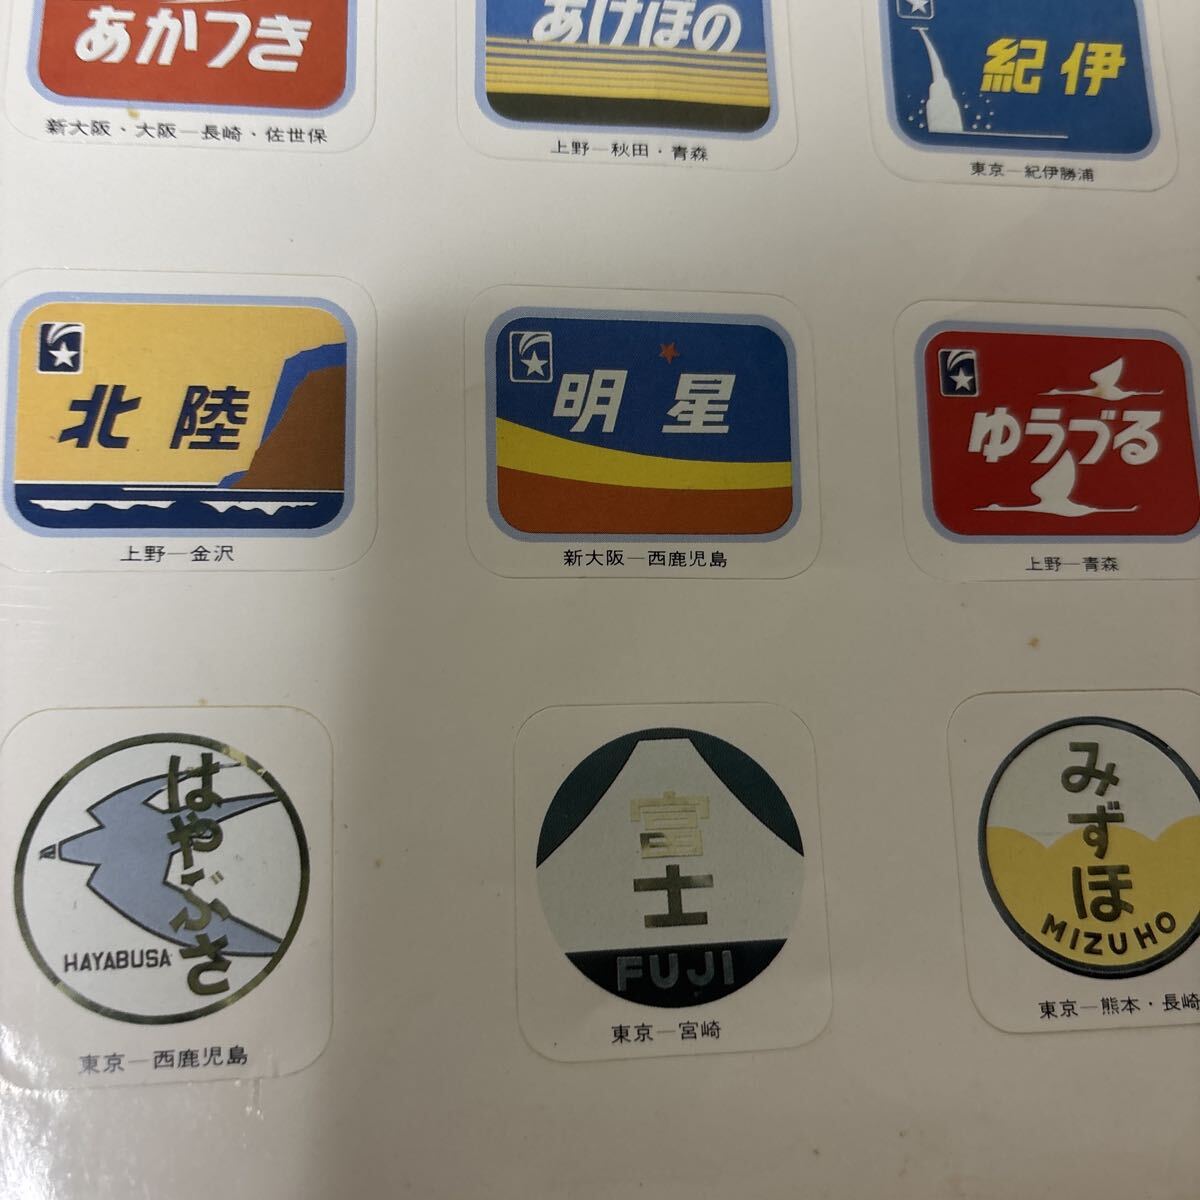 あかつき
新大阪・大阪―長崎・佐世保
あけぼの
上野―秋田・青森
紀伊
東京―紀伊勝浦
北陸
上野―金沢
明星
新大阪―西鹿児島
ゆうづる
上野―青森
はやぶさ
HAYABUSA
東京―西鹿児島
富士
FUJI
東京―宮崎
みずほ
MIZUHO
東京―熊本・長崎